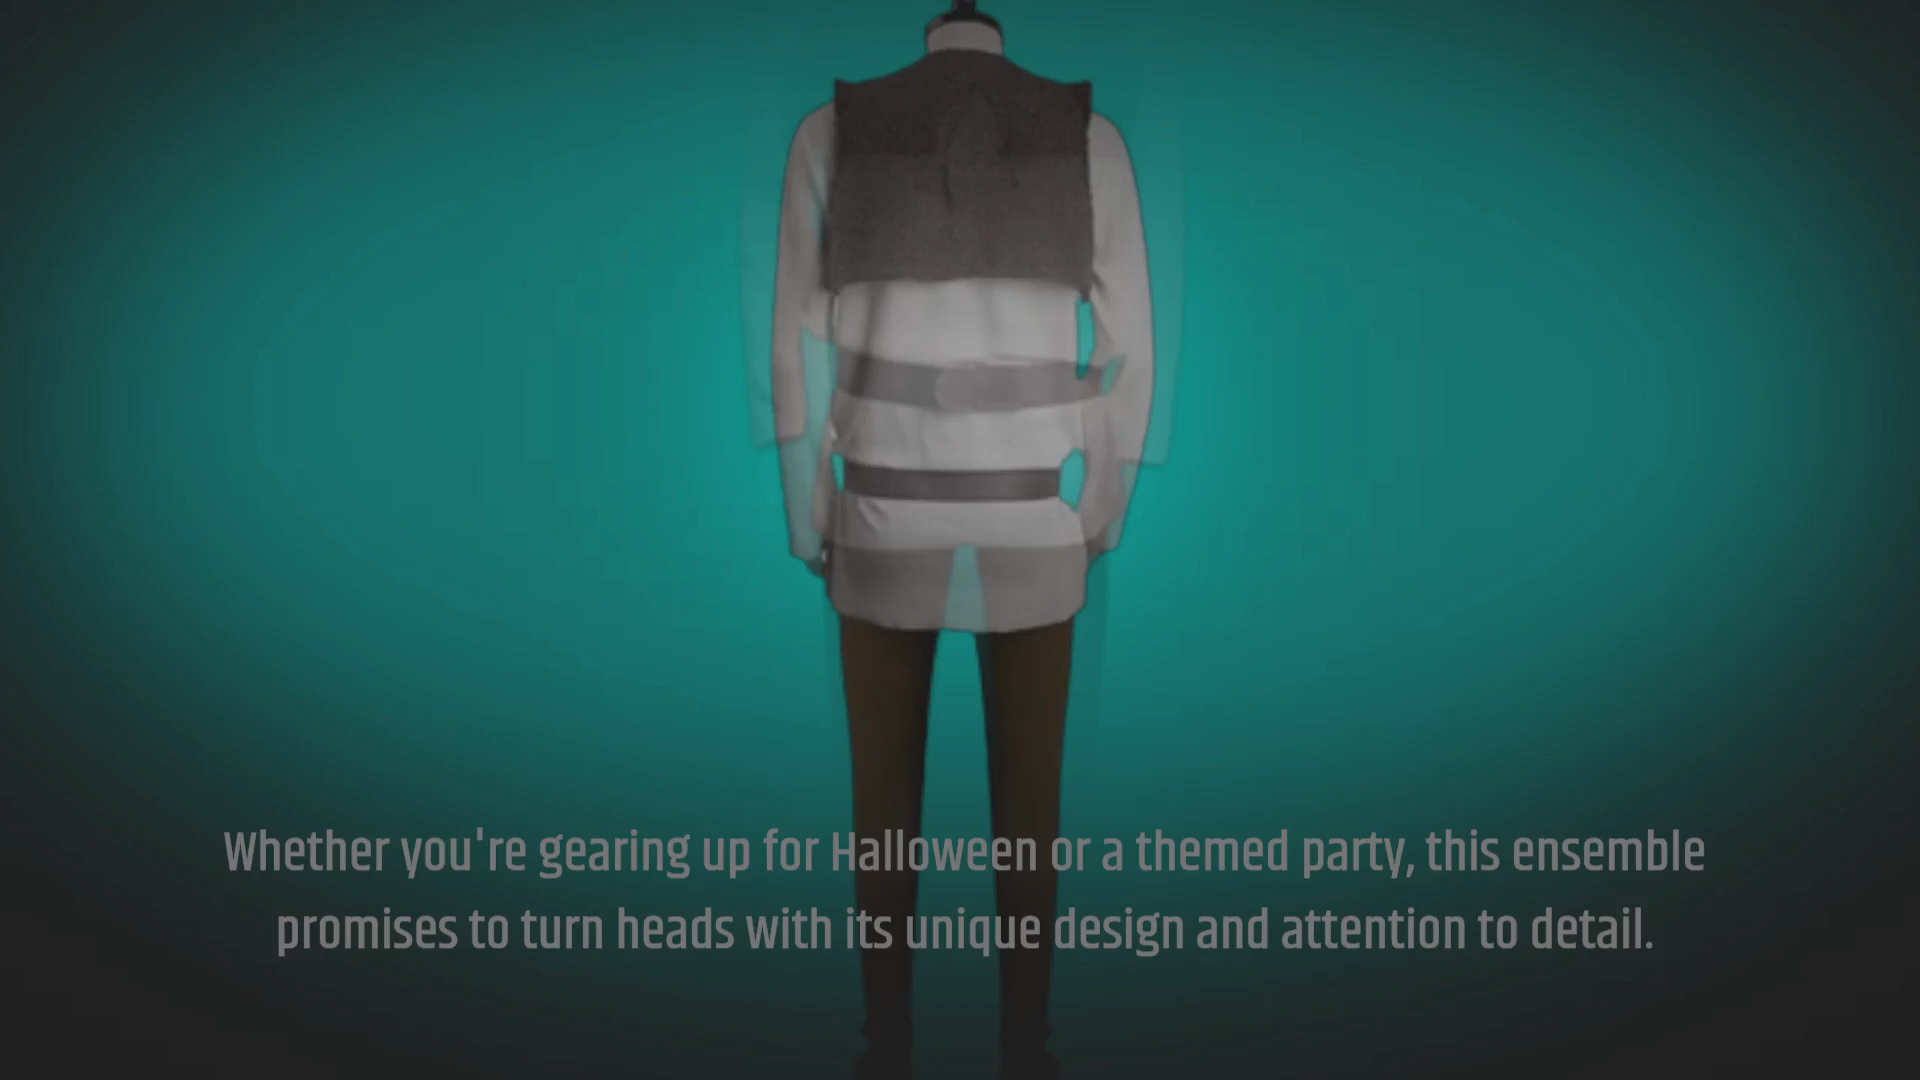 Whether you're gearing up for Halloween or a themed party, this ensemble
promises to turn heads with its unique design and attention to detail.